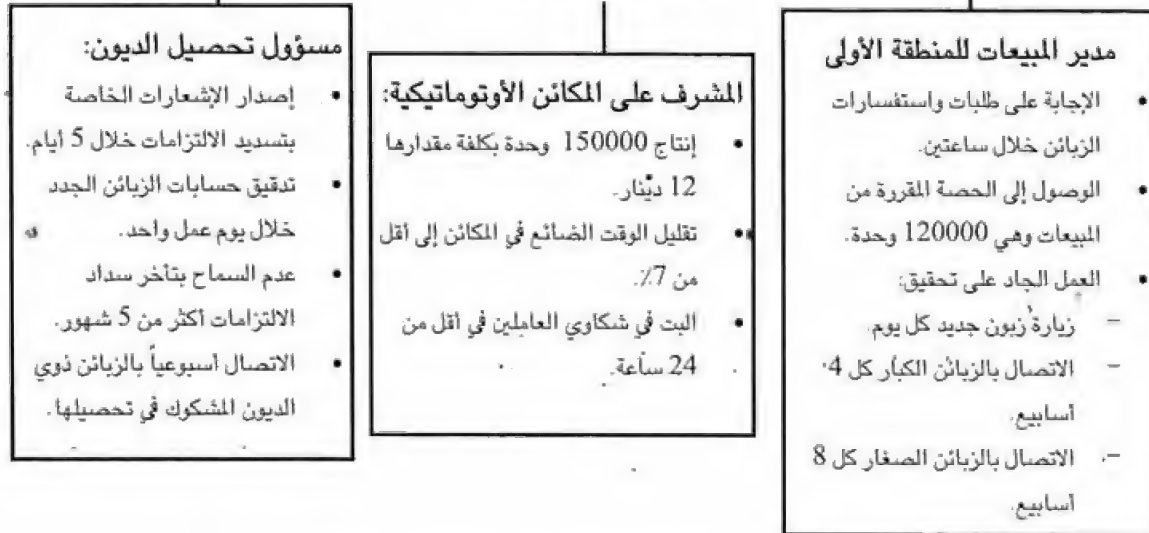 مدير المبيعات للمنطقة الأولى
• الإجابة على طلبات واستفسارات
الزبائن خلال ساعتين.
• الوصول إلى الحصة المقررة من
المبيعات وهي 120000 وحدة.
• العمل الجاد على تحقيق:
– زيارة زبون جديد كل يوم.
– الاتصال بالزبائن الكبار كل 4
أسابيع.
– الاتصال بالزبائن الصغار كل 8
أسابيع.
المشرف على المكائن الأوتوماتيكية:
• إنتاج 150000 وحدة بكلفة مقدارها
12 دينار.
• تقليل الوقت الضائع في المكائن إلى أقل
من 7٪.
• البت في شكاوي العاملين في أقل من
24 ساعة.
مسؤول تحصيل الديون:
• إصدار الإشعارات الخاصة
بتسديد الالتزامات خلال 5 أيام.
• تدقيق حسابات الزبائن الجدد
خلال يوم عمل واحد.
• عدم السماح بتأخر سداد
الالتزامات أكثر من 5 شهور.
• الاتصال أسبوعياً بالزبائن ذوي
الديون المشكوك في تحصيلها.